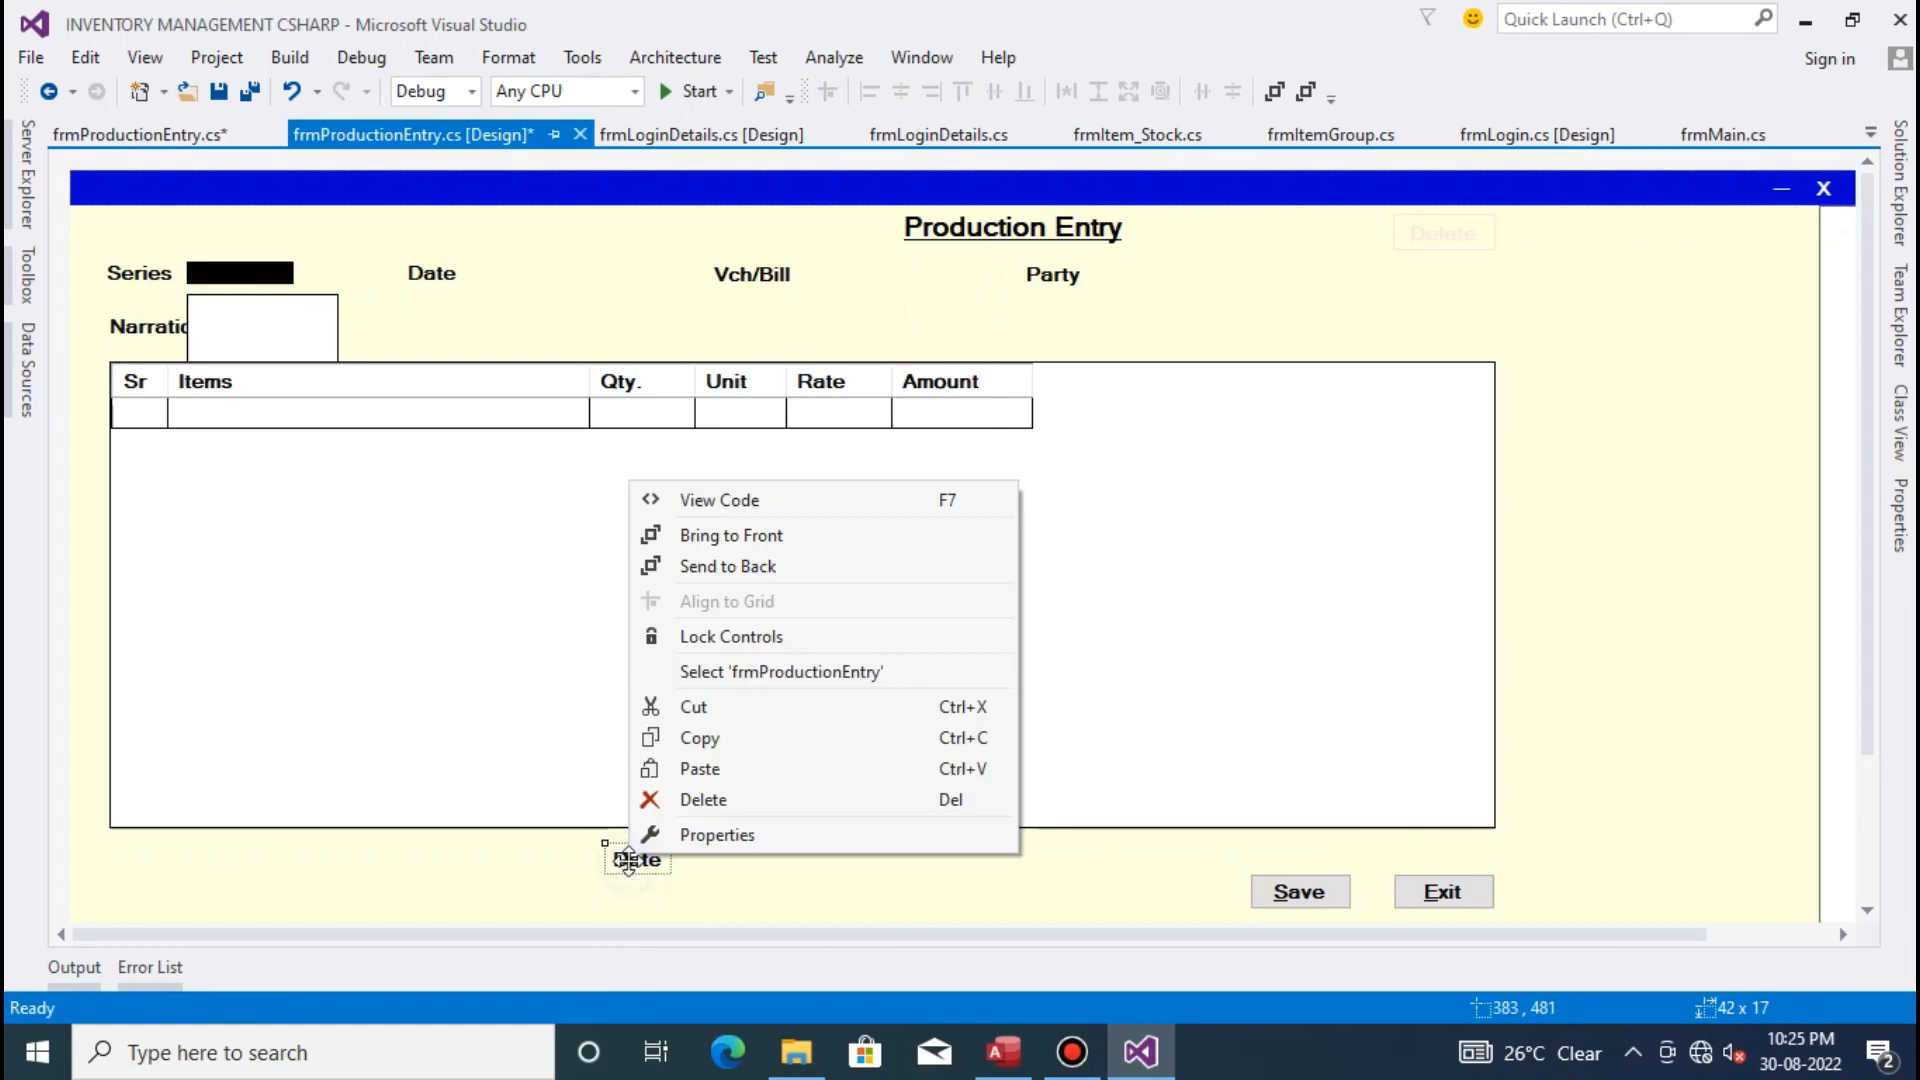 INVENTORY MANAGEMENT CSHARP - Microsoft Visual Studio
Quick Launch (Ctrl+Q)
File Edit View Project Build Debug Team Format Tools Architecture Test Analyze Window Help
Sign in
Debug Any CPU Start
frmProductionEntry.cs* frmProductionEntry.cs [Design]* frmLoginDetails.cs [Design] frmLoginDetails.cs frmItem_Stock.cs frmItemGroup.cs frmLogin.cs [Design] frmMain.cs
Server Explorer
Toolbox
Data Sources
Solution Explorer
Team Explorer
Class View
Properties
X
Production Entry
Delete
Series Date Vch/Bill Party
Narratic
Sr Items Qty. Unit Rate Amount
View Code F7
Bring to Front
Send to Back
Align to Grid
Lock Controls
Select 'frmProductionEntry'
Cut Ctrl+X
Copy Ctrl+C
Paste Ctrl+V
Delete Del
Properties
Save Exit
Output Error List
Ready
383 , 481
42 x 17
Type here to search
A
26°C Clear
10:25 PM
30-08-2022
2